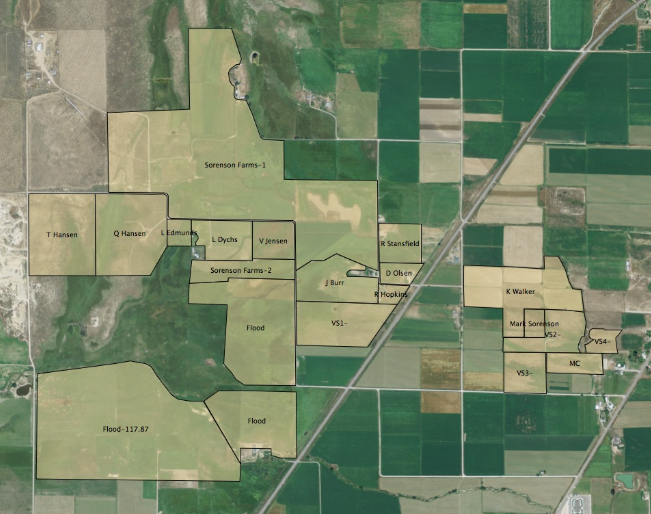 Sorenson Farms-1
T Hansen
Q Hansen
L Edmunds
L Dychs
V Jensen
R Stansfield
Sorenson Farms-2
D Olsen
J Burr
R Hopkins
K Walker
VS1-
Flood
Mark Sorenson
VS2-
VS4-
MC
VS3-
Flood
Flood-117.87